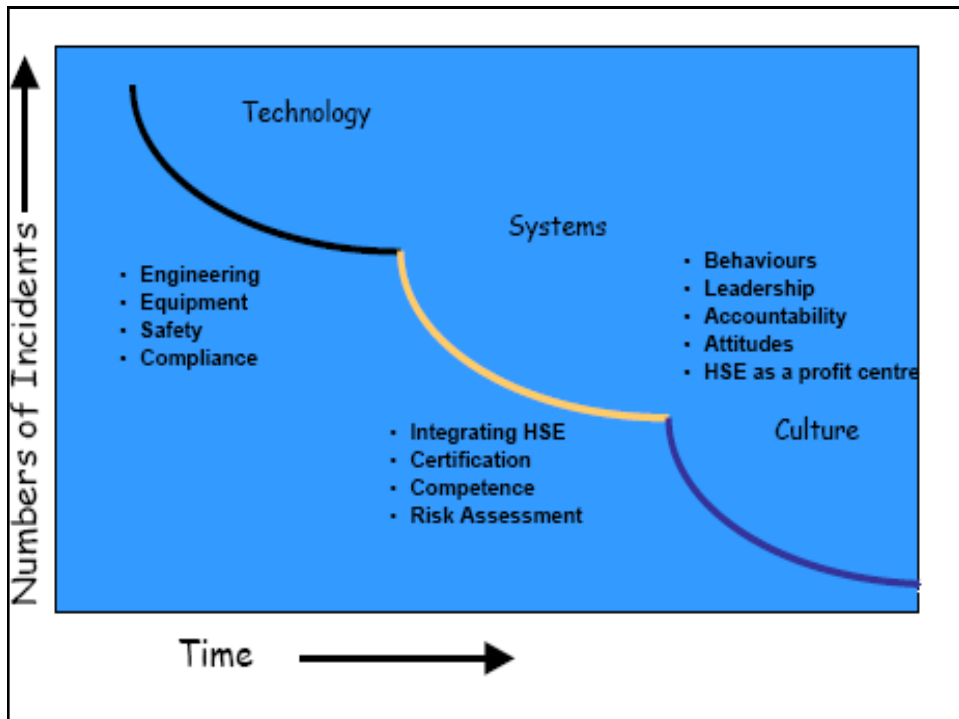 Numbers of Incidents
Technology
• Engineering
• Equipment
• Safety
• Compliance
Systems
• Integrating HSE
• Certification
• Competence
• Risk Assessment
• Behaviours
• Leadership
• Accountability
• Attitudes
• HSE as a profit centre
Culture
Time